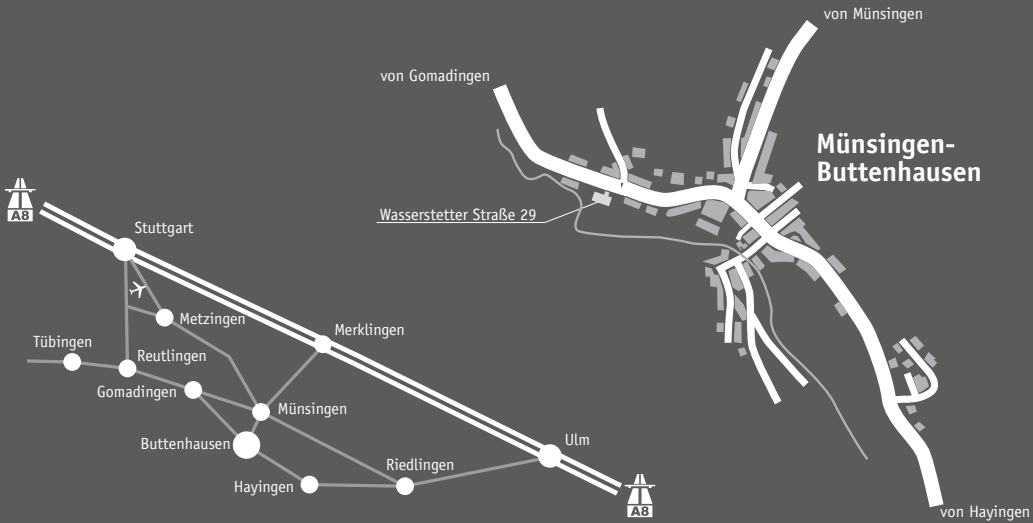 von Münsingen
von Gomadingen
Münsingen-
Buttenhausen
Wasserstetter Straße 29
A8
Stuttgart
Metzingen
Merklingen
Tübingen
Reutlingen
Gomadingen
Münsingen
Buttenhausen
Ulm
Riedlingen
Hayingen
A8
von Hayingen